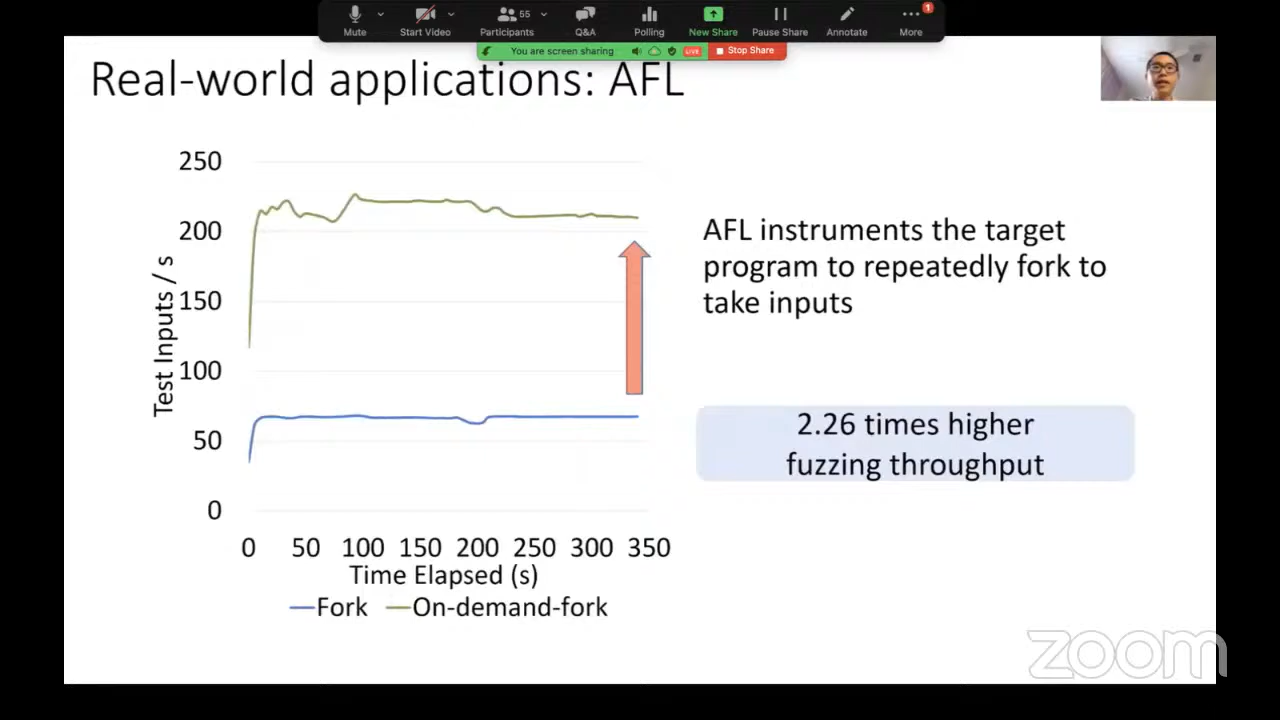 Mute
Start Video
55
Participants
Q&A
Polling
New Share
Pause Share
Annotate
1
More
You are screen sharing
LIVE
Stop Share
Real-world applications: AFL
250
200
150
100
50
0
Test Inputs / s
0 50 100 150 200 250 300 350
Time Elapsed (s)
Fork On-demand-fork
AFL instruments the target
program to repeatedly fork to
take inputs
2.26 times higher
fuzzing throughput
zoom